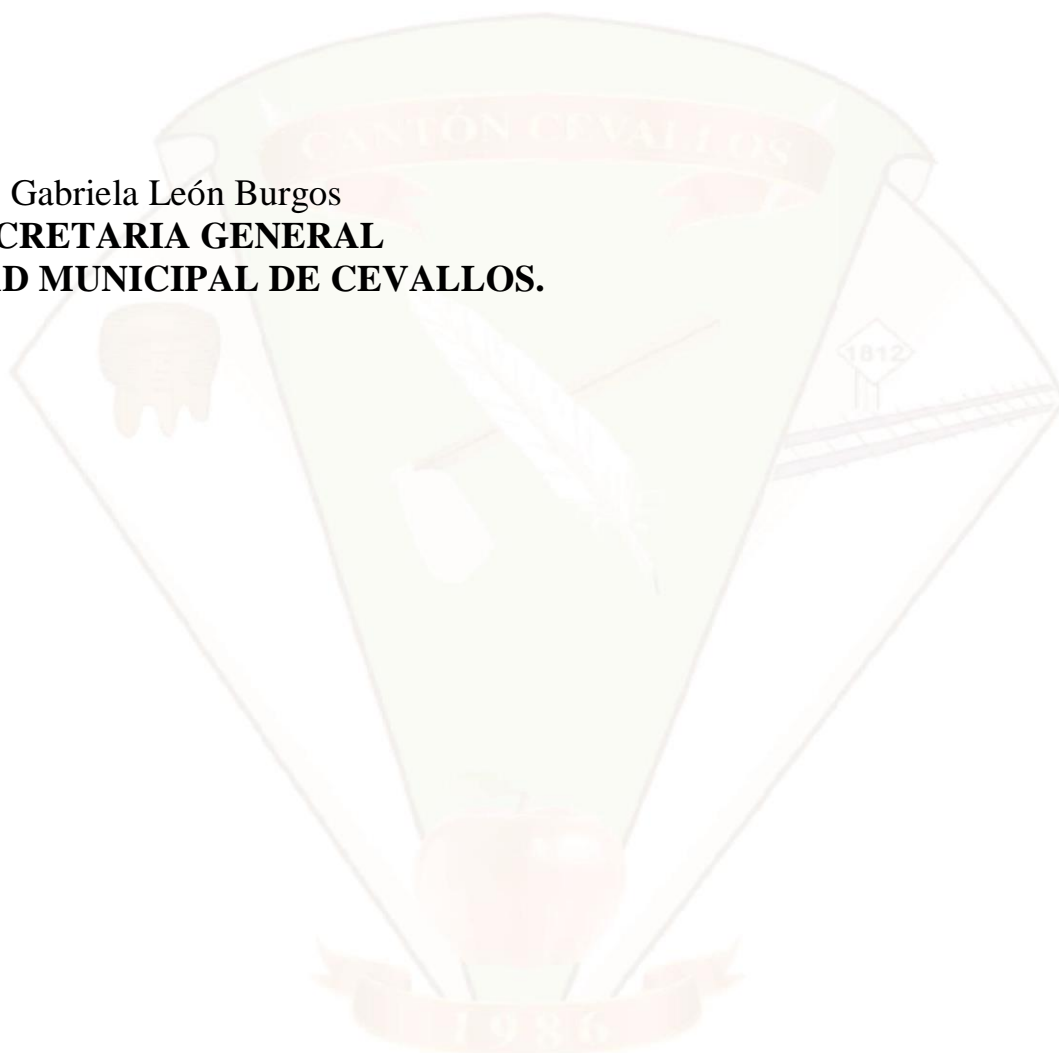 Gabriela León Burgos
CRETARIA GENERAL
D MUNICIPAL DE CEVALLOS.
CANTÓN CEVALLOS
1812
1986